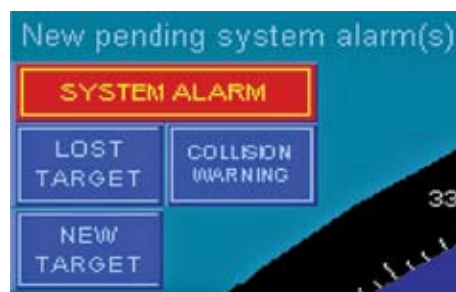 New pending system alarm(s)
SYSTEM ALARM
LOST
TARGET
COLLISION
WARNING
NEW
TARGET
33